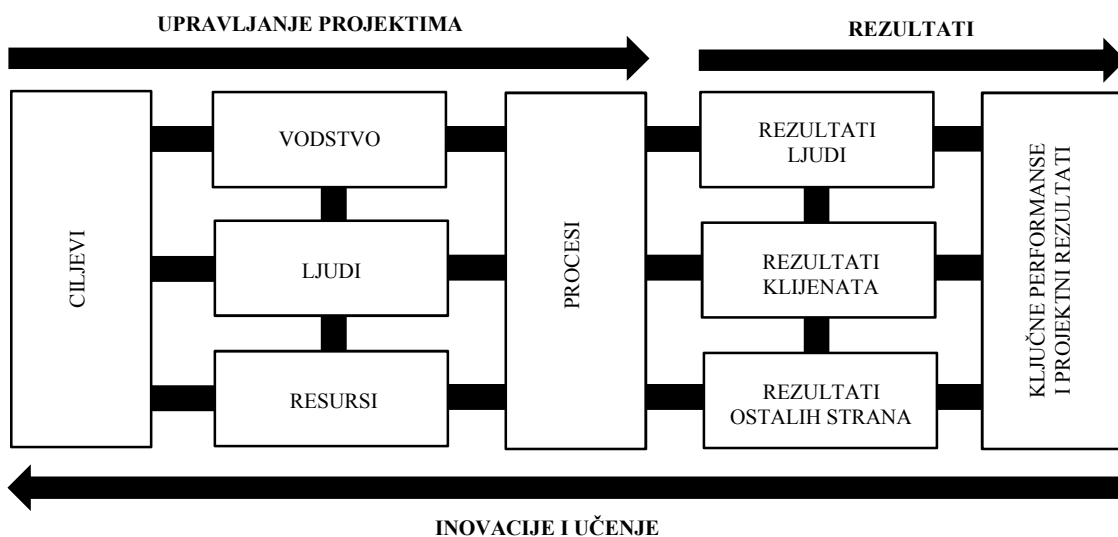 UPRAVLJANJE PROJEKTIMA
REZULTATI
CILJEVI
VODSTVO
LJUDI
RESURSI
PROCESI
REZULTATI
LJUDI
REZULTATI
KLIJENATA
REZULTATI
OSTALIH STRANA
KLJUČNE PERFORMANSE
I PROJEKTNI REZULTATI
INOVACIJE I UČENJE